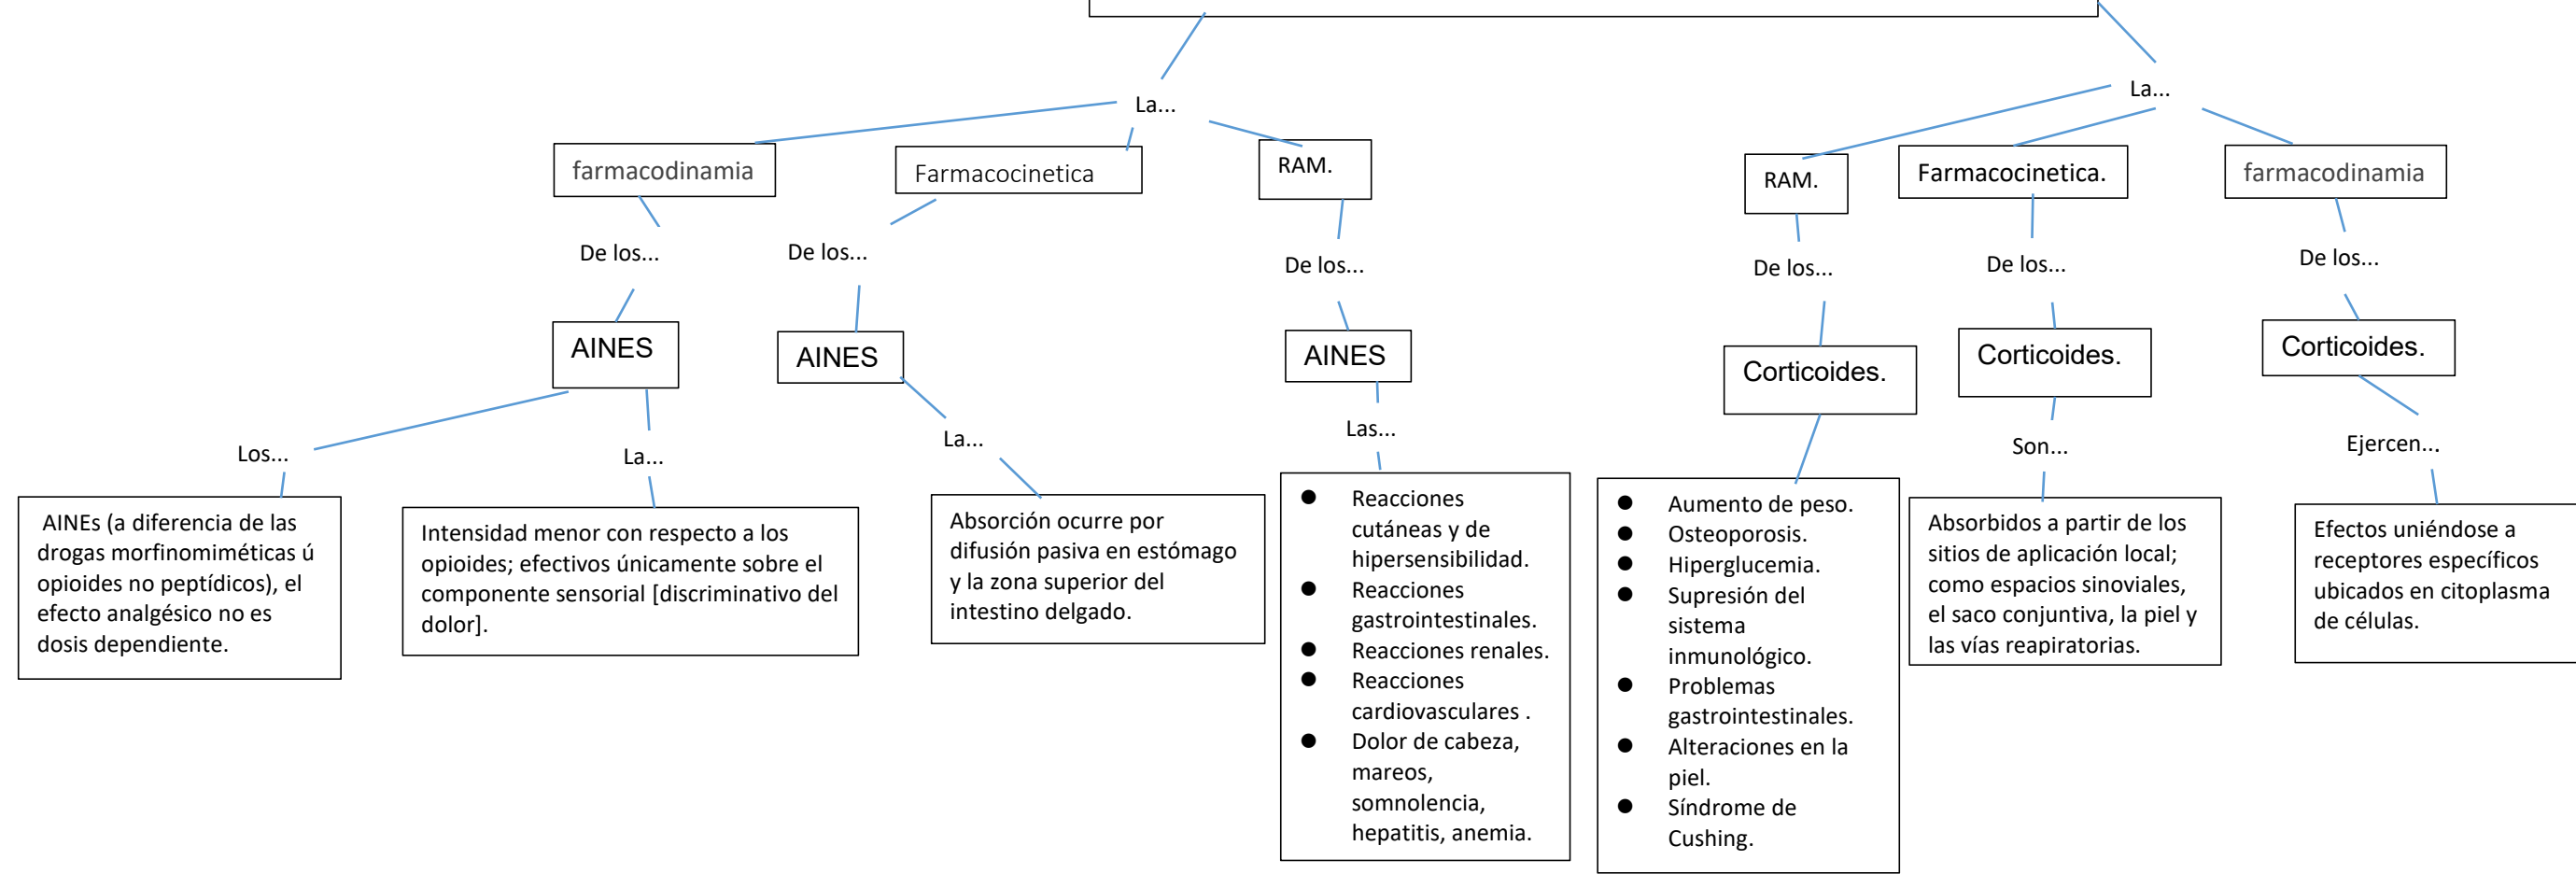 La...
La...
farmacodinamia
Farmacocinetica
RAM.
RAM.
Farmacocinetica.
farmacodinamia
De los...
De los...
De los...
De los...
De los...
De los...
AINES
AINES
AINES
Corticoides.
Corticoides.
Corticoides.
Los...
La...
La...
Las...
Son...
Ejercen...
AINEs (a diferencia de las
drogas morfinomiméticas ú
opioides no peptídicos), el
efecto analgésico no es
dosis dependiente.
Intensidad menor con respecto a los
opioides; efectivos únicamente sobre el
componente sensorial [discriminativo del
dolor].
Absorción ocurre por
difusión pasiva en estómago
y la zona superior del
intestino delgado.
● Reacciones
cutáneas y de
hipersensibilidad.
● Reacciones
gastrointestinales.
● Reacciones renales.
● Reacciones
cardiovasculares .
● Dolor de cabeza,
mareos,
somnolencia,
hepatitis, anemia.
● Aumento de peso.
● Osteoporosis.
● Hiperglucemia.
● Supresión del
sistema
inmunológico.
● Problemas
gastrointestinales.
● Alteraciones en la
piel.
● Síndrome de
Cushing.
Absorbidos a partir de los
sitios de aplicación local;
como espacios sinoviales,
el saco conjuntiva, la piel y
las vías reapiratorias.
Efectos uniéndose a
receptores específicos
ubicados en citoplasma
de células.